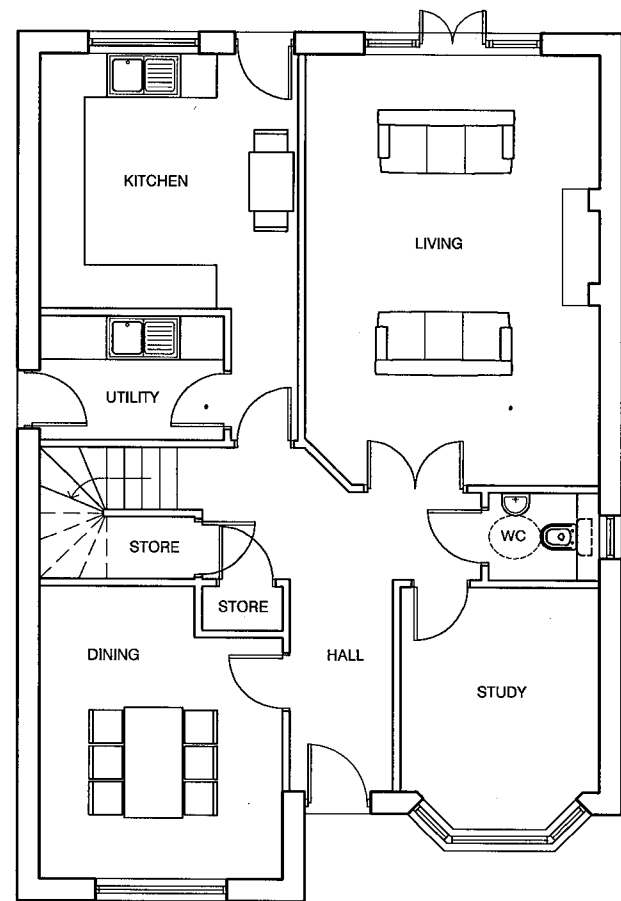 KITCHEN
LIVING
UTILITY
STORE
WC
STORE
DINING
HALL
STUDY